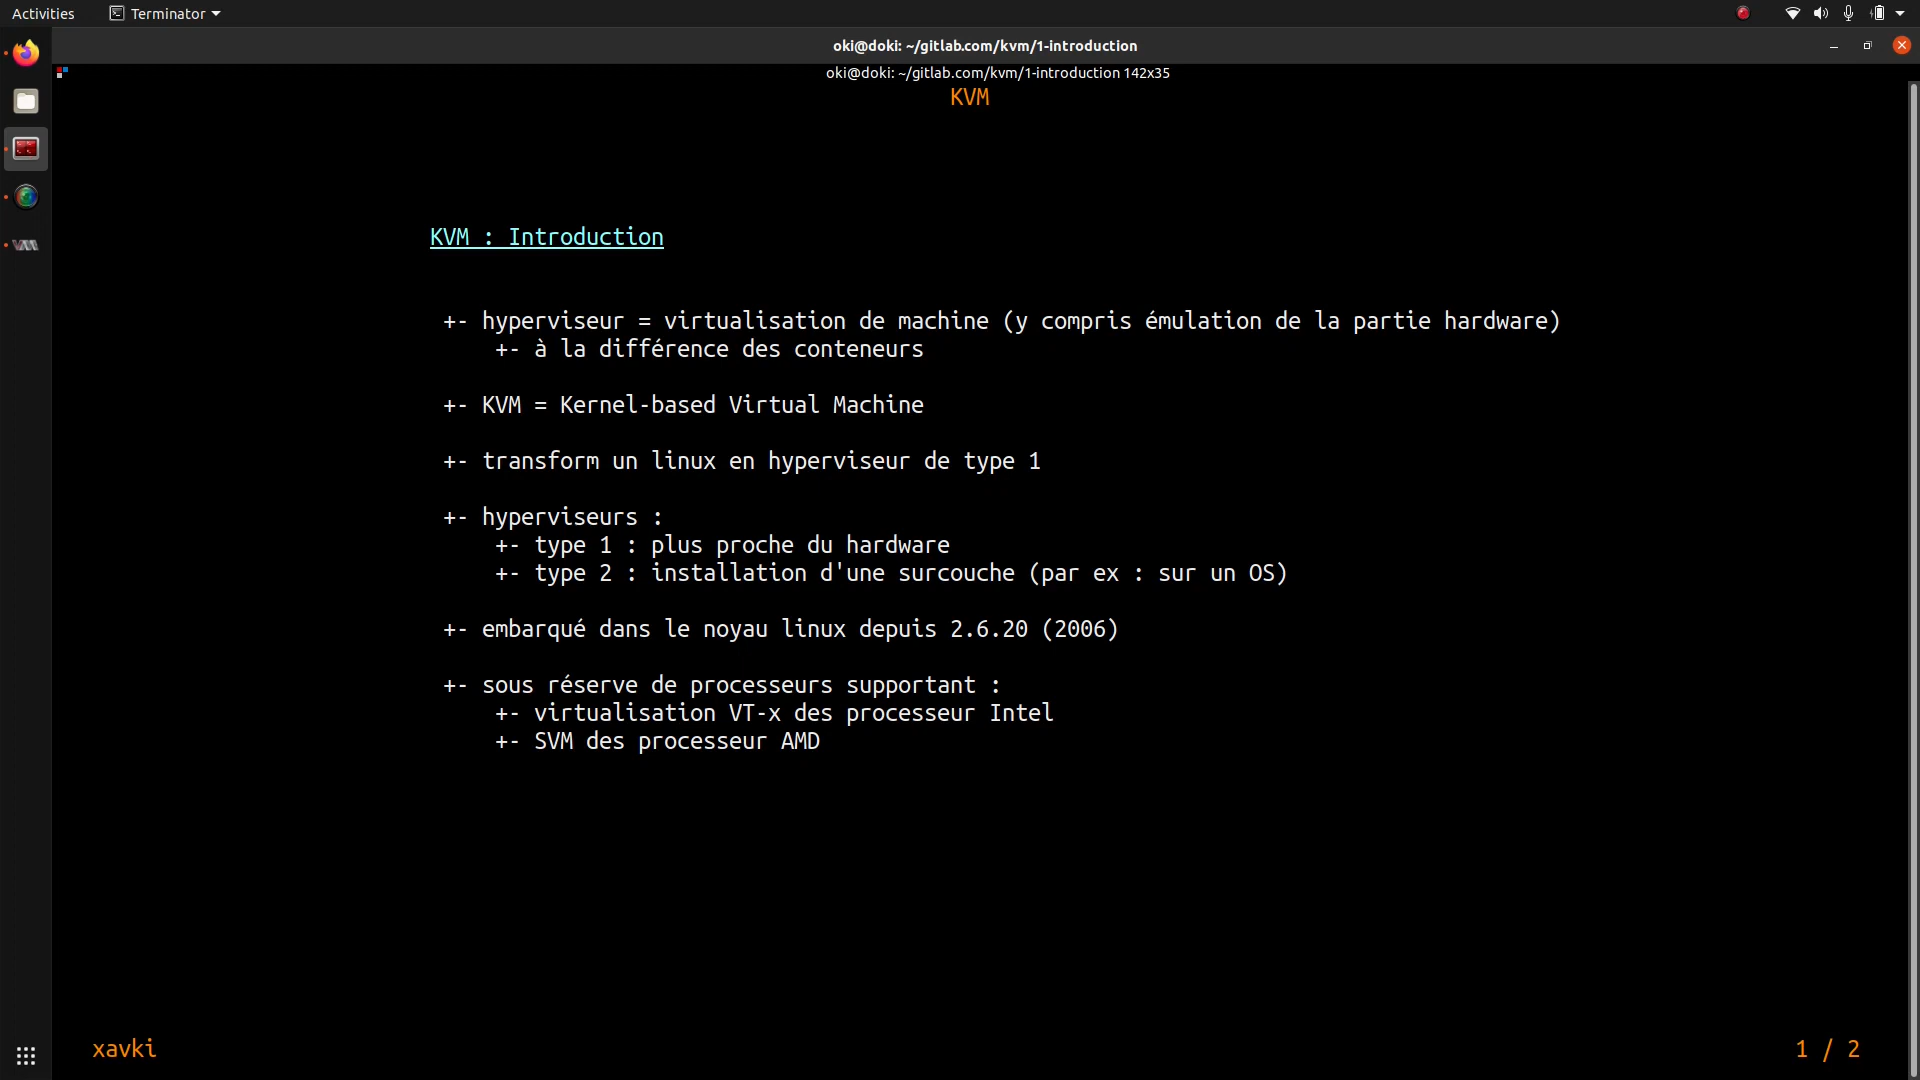 Activities
Terminator
oki@doki: ~/gitlab.com/kvm/1-introduction
oki@doki: ~/gitlab.com/kvm/1-introduction 142x35
KVM
KVM : Introduction
+- hyperviseur = virtualisation de machine (y compris émulation de la partie hardware)
+- à la différence des conteneurs
+- KVM = Kernel-based Virtual Machine
+- transform un linux en hyperviseur de type 1
+- hyperviseurs :
+- type 1 : plus proche du hardware
+- type 2 : installation d'une surcouche (par ex : sur un OS)
+- embarqué dans le noyau linux depuis 2.6.20 (2006)
+- sous réserve de processeurs supportant :
+- virtualisation VT-x des processeur Intel
+- SVM des processeur AMD
xavki
1 / 2